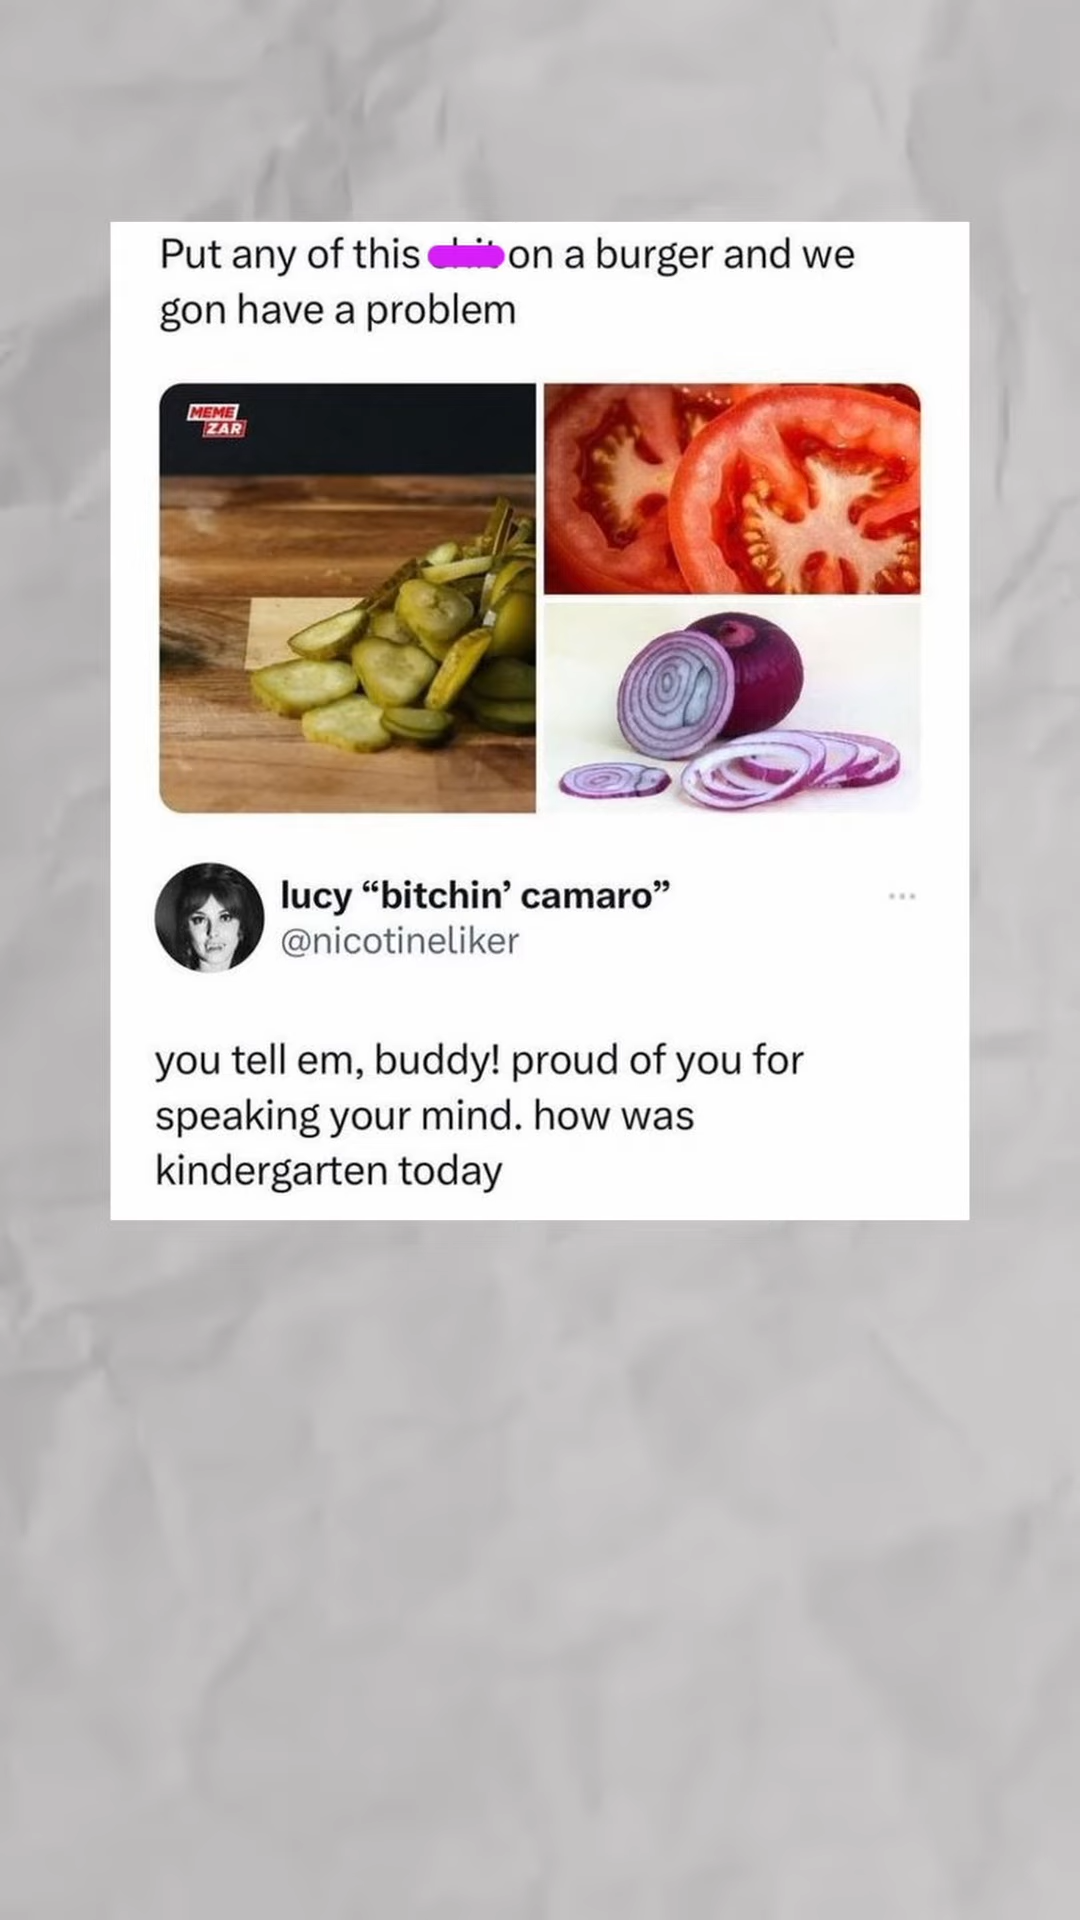 Put any of this on a burger and we
gon have a problem
MEME
ZAR
lucy “bitchin’ camaro”
@nicotineliker
you tell em, buddy! proud of you for
speaking your mind. how was
kindergarten today